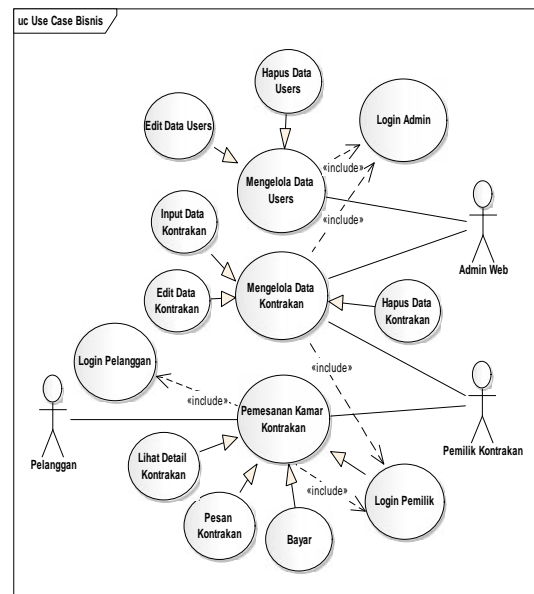 uc Use Case Bisnis
Hapus Data
Users
Edit Data Users
Login Admin
«include»
Mengelola Data
Users
«include»
Input Data
Kontrakan
Admin Web
Mengelola Data
Kontrakan
Edit Data
Kontrakan
Hapus Data
Kontrakan
Login Pelanggan
«include»
«include»
Pemesanan Kamar
Kontrakan
Pelanggan
Pemilik Kontrakan
Lihat Detail
Kontrakan
«include»
Login Pemilik
Pesan
Kontrakan
Bayar